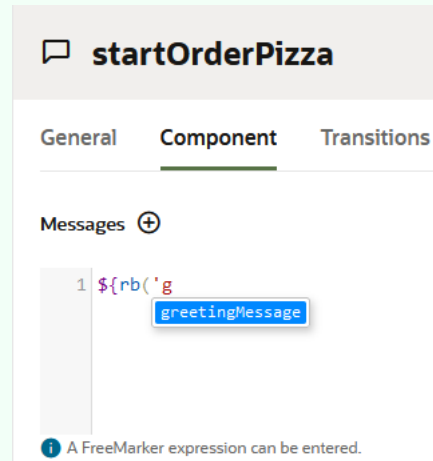 startOrderPizza
General Component Transitions
Messages
1 ${rb('g
greetingMessage
A FreeMarker expression can be entered.